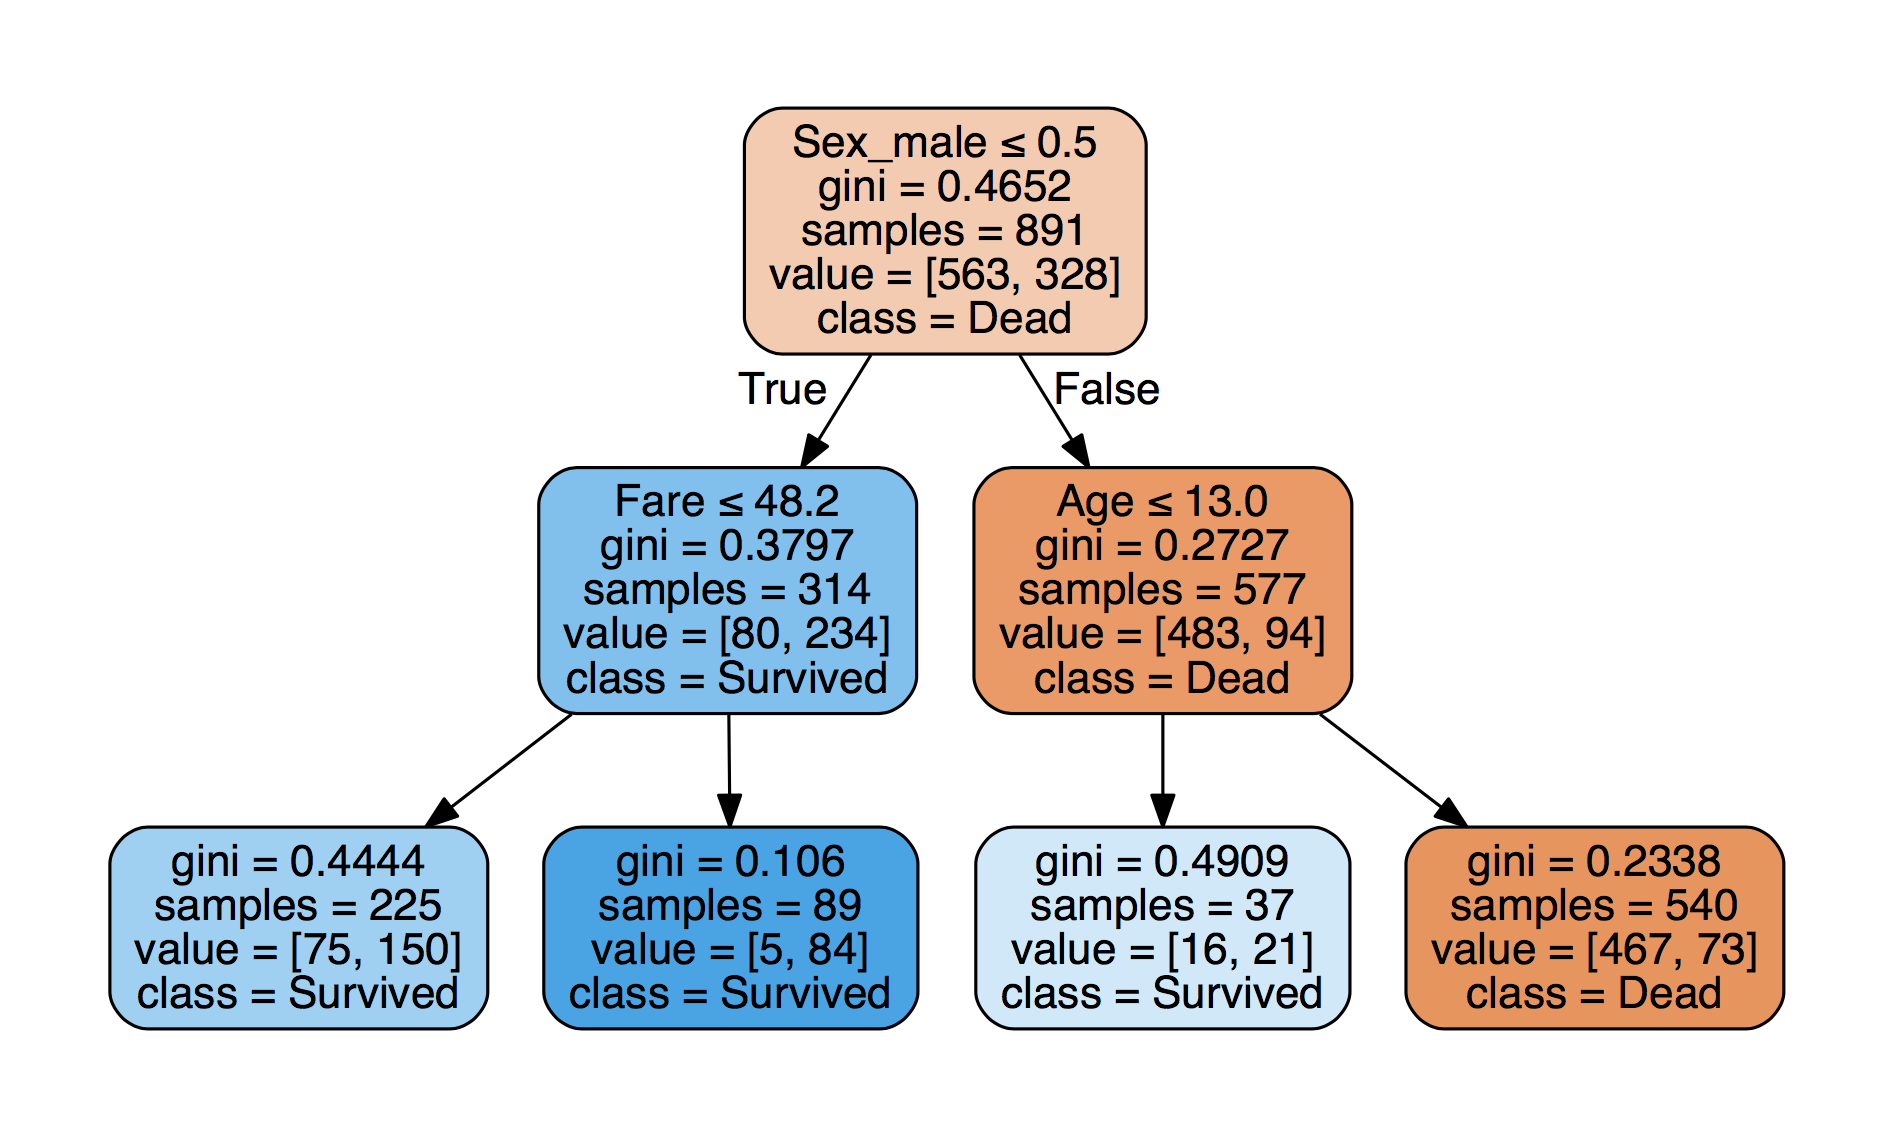 Sex_male ≤ 0.5
gini = 0.4652
samples = 891
value = [563, 328]
class = Dead
True
False
Fare ≤ 48.2
gini = 0.3797
samples = 314
value = [80, 234]
class = Survived
Age ≤ 13.0
gini = 0.2727
samples = 577
value = [483, 94]
class = Dead
gini = 0.4444
samples = 225
value = [75, 150]
class = Survived
gini = 0.106
samples = 89
value = [5, 84]
class = Survived
gini = 0.4909
samples = 37
value = [16, 21]
class = Survived
gini = 0.2338
samples = 540
value = [467, 73]
class = Dead